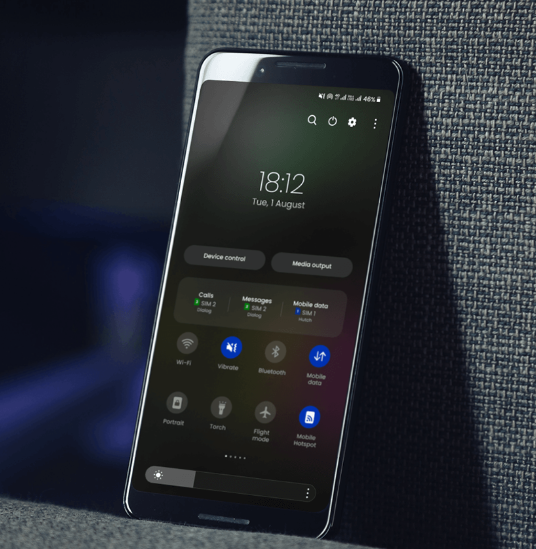 46%
18:12
Tue, 1 August
Device control
Media output
Calls
SIM 2
Dialog
Messages
SIM 2
Dialog
Mobile data
SIM 1
Hutch
Wi-Fi
Vibrate
Bluetooth
Mobile
data
Portrait
Torch
Flight
mode
Mobile
Hotspot